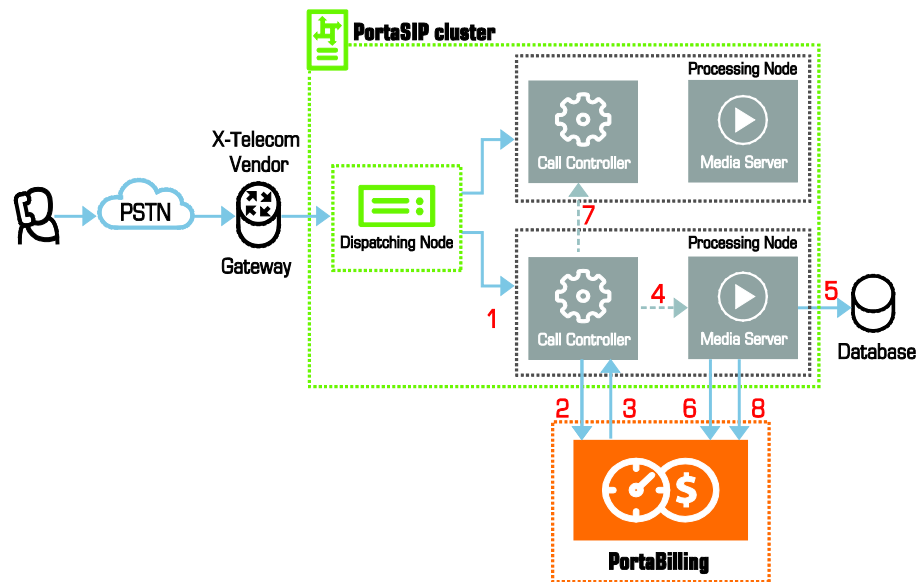 PortaSIP cluster
Processing Node
Call Controller
Media Server
X-Telecom
Vendor
PSTN
Gateway
Dispatching Node
7
Processing Node
1
4
5
Call Controller
Media Server
Database
2
3
6
8
$
PortaBilling